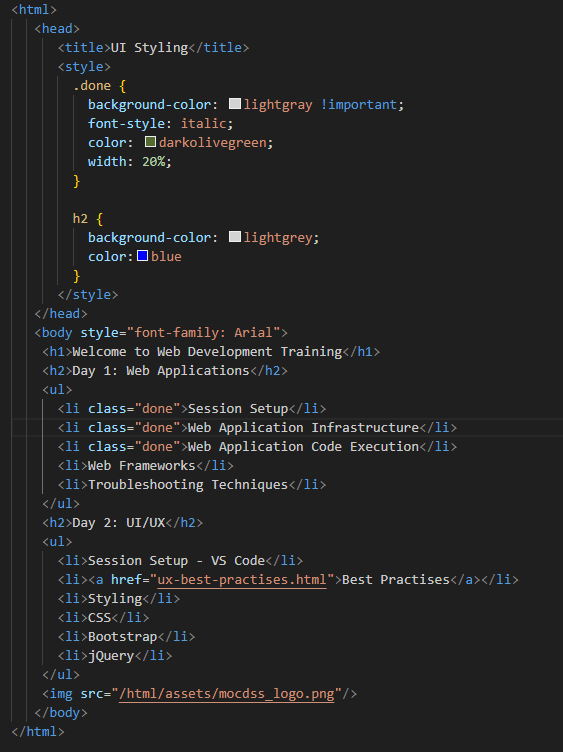 <html>
<head>
<title>UI Styling</title>
<style>
.done {
background-color: lightgray !important;
font-style: italic;
color: darkolivegreen;
width: 20%;
}
h2 {
background-color: lightgrey;
color:blue
}
</style>
</head>
<body style="font-family: Arial">
<h1>Welcome to Web Development Training</h1>
<h2>Day 1: Web Applications</h2>
<ul>
<li class="done">Session Setup</li>
<li class="done">Web Application Infrastructure</li>
<li class="done">Web Application Code Execution</li>
<li>Web Frameworks</li>
<li>Troubleshooting Techniques</li>
</ul>
<h2>Day 2: UI/UX</h2>
<ul>
<li>Session Setup - VS Code</li>
<li><a href="ux-best-practises.html">Best Practises</a></li>
<li>Styling</li>
<li>CSS</li>
<li>Bootstrap</li>
<li>jQuery</li>
</ul>
<img src="/html/assets/mocdss_logo.png"/>
</body>
</html>